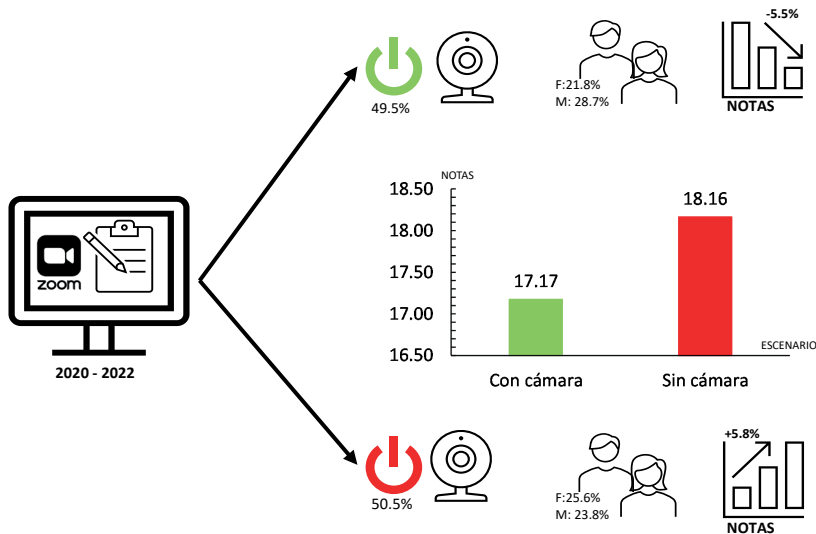 -5.5%
F:21.8%
M: 28.7%
49.5%
NOTAS
NOTAS
18.50
18.16
18.00
17.50
17.17
17.00
16.50
ESCENARIO
Con cámara
Sin cámara
zoom
2020 - 2022
+5.8%
F:25.6%
M: 23.8%
50.5%
NOTAS